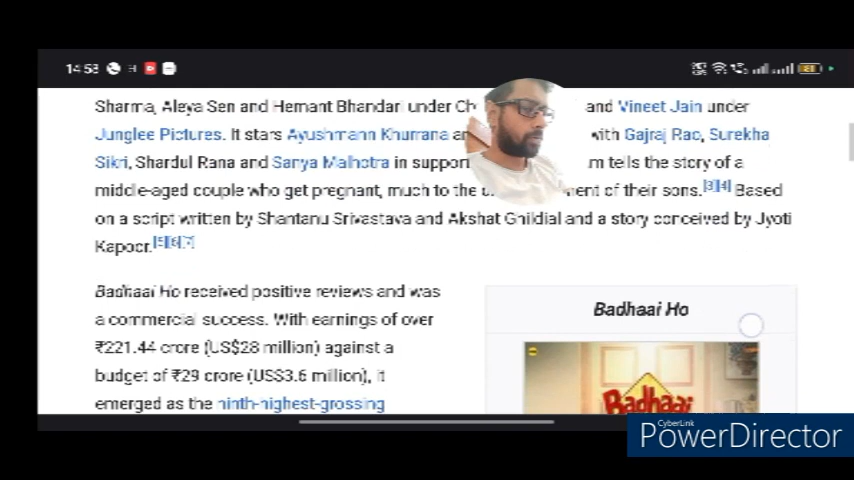 14:53
Sharma, Aleya Sen and Hemant Bhandari under Ch and Vineet Jain under
Junglee Pictures. It stars Ayushmann Khurrana an with Gajraj Rao, Surekha
Sikri, Shardul Rana and Sanya Malhotra in support m tells the story of a
middle-aged couple who get pregnant, much to the ment of their sons.[3][4] Based
on a script written by Shantanu Srivastava and Akshat Ghildial and a story conceived by Jyoti
Kapoor.[5][6][7]
Badhaai Ho received positive reviews and was
a commercial success. With earnings of over
₹221.44 crore (US$28 million) against a
budget of ₹29 crore (US$3.6 million), it
emerged as the ninth-highest-grossing
Badhaai Ho
Badhaai
CyberLink
PowerDirector